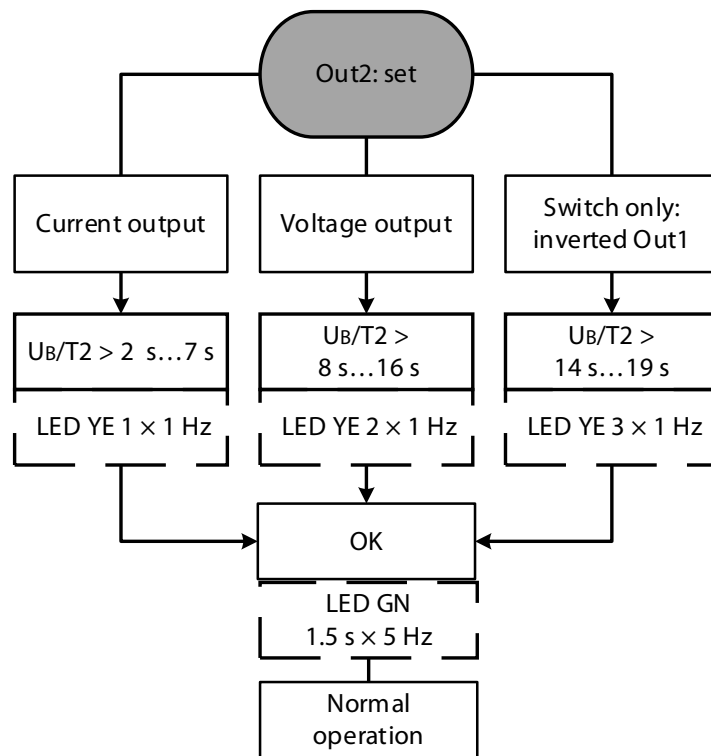 Out2: set
Current output
Voltage output
Switch only:
inverted Out1
UB/T2 > 2 s...7 s
UB/T2 >
8 s...16 s
UB/T2 >
14 s...19 s
LED YE 1 × 1 Hz
LED YE 2 × 1 Hz
LED YE 3 × 1 Hz
OK
LED GN
1.5 s × 5 Hz
Normal
operation